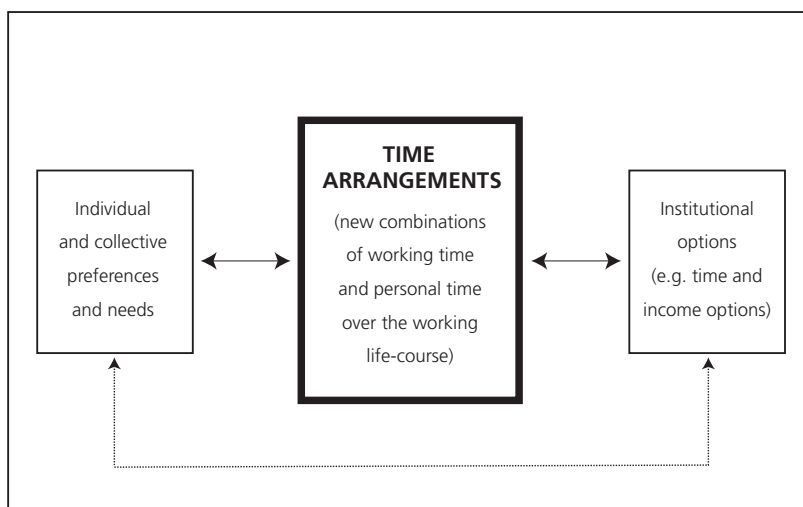 Individual
and collective
preferences
and needs
TIME
ARRANGEMENTS
(new combinations
of working time
and personal time
over the working
life-course)
Institutional
options
(e.g. time and
income options)